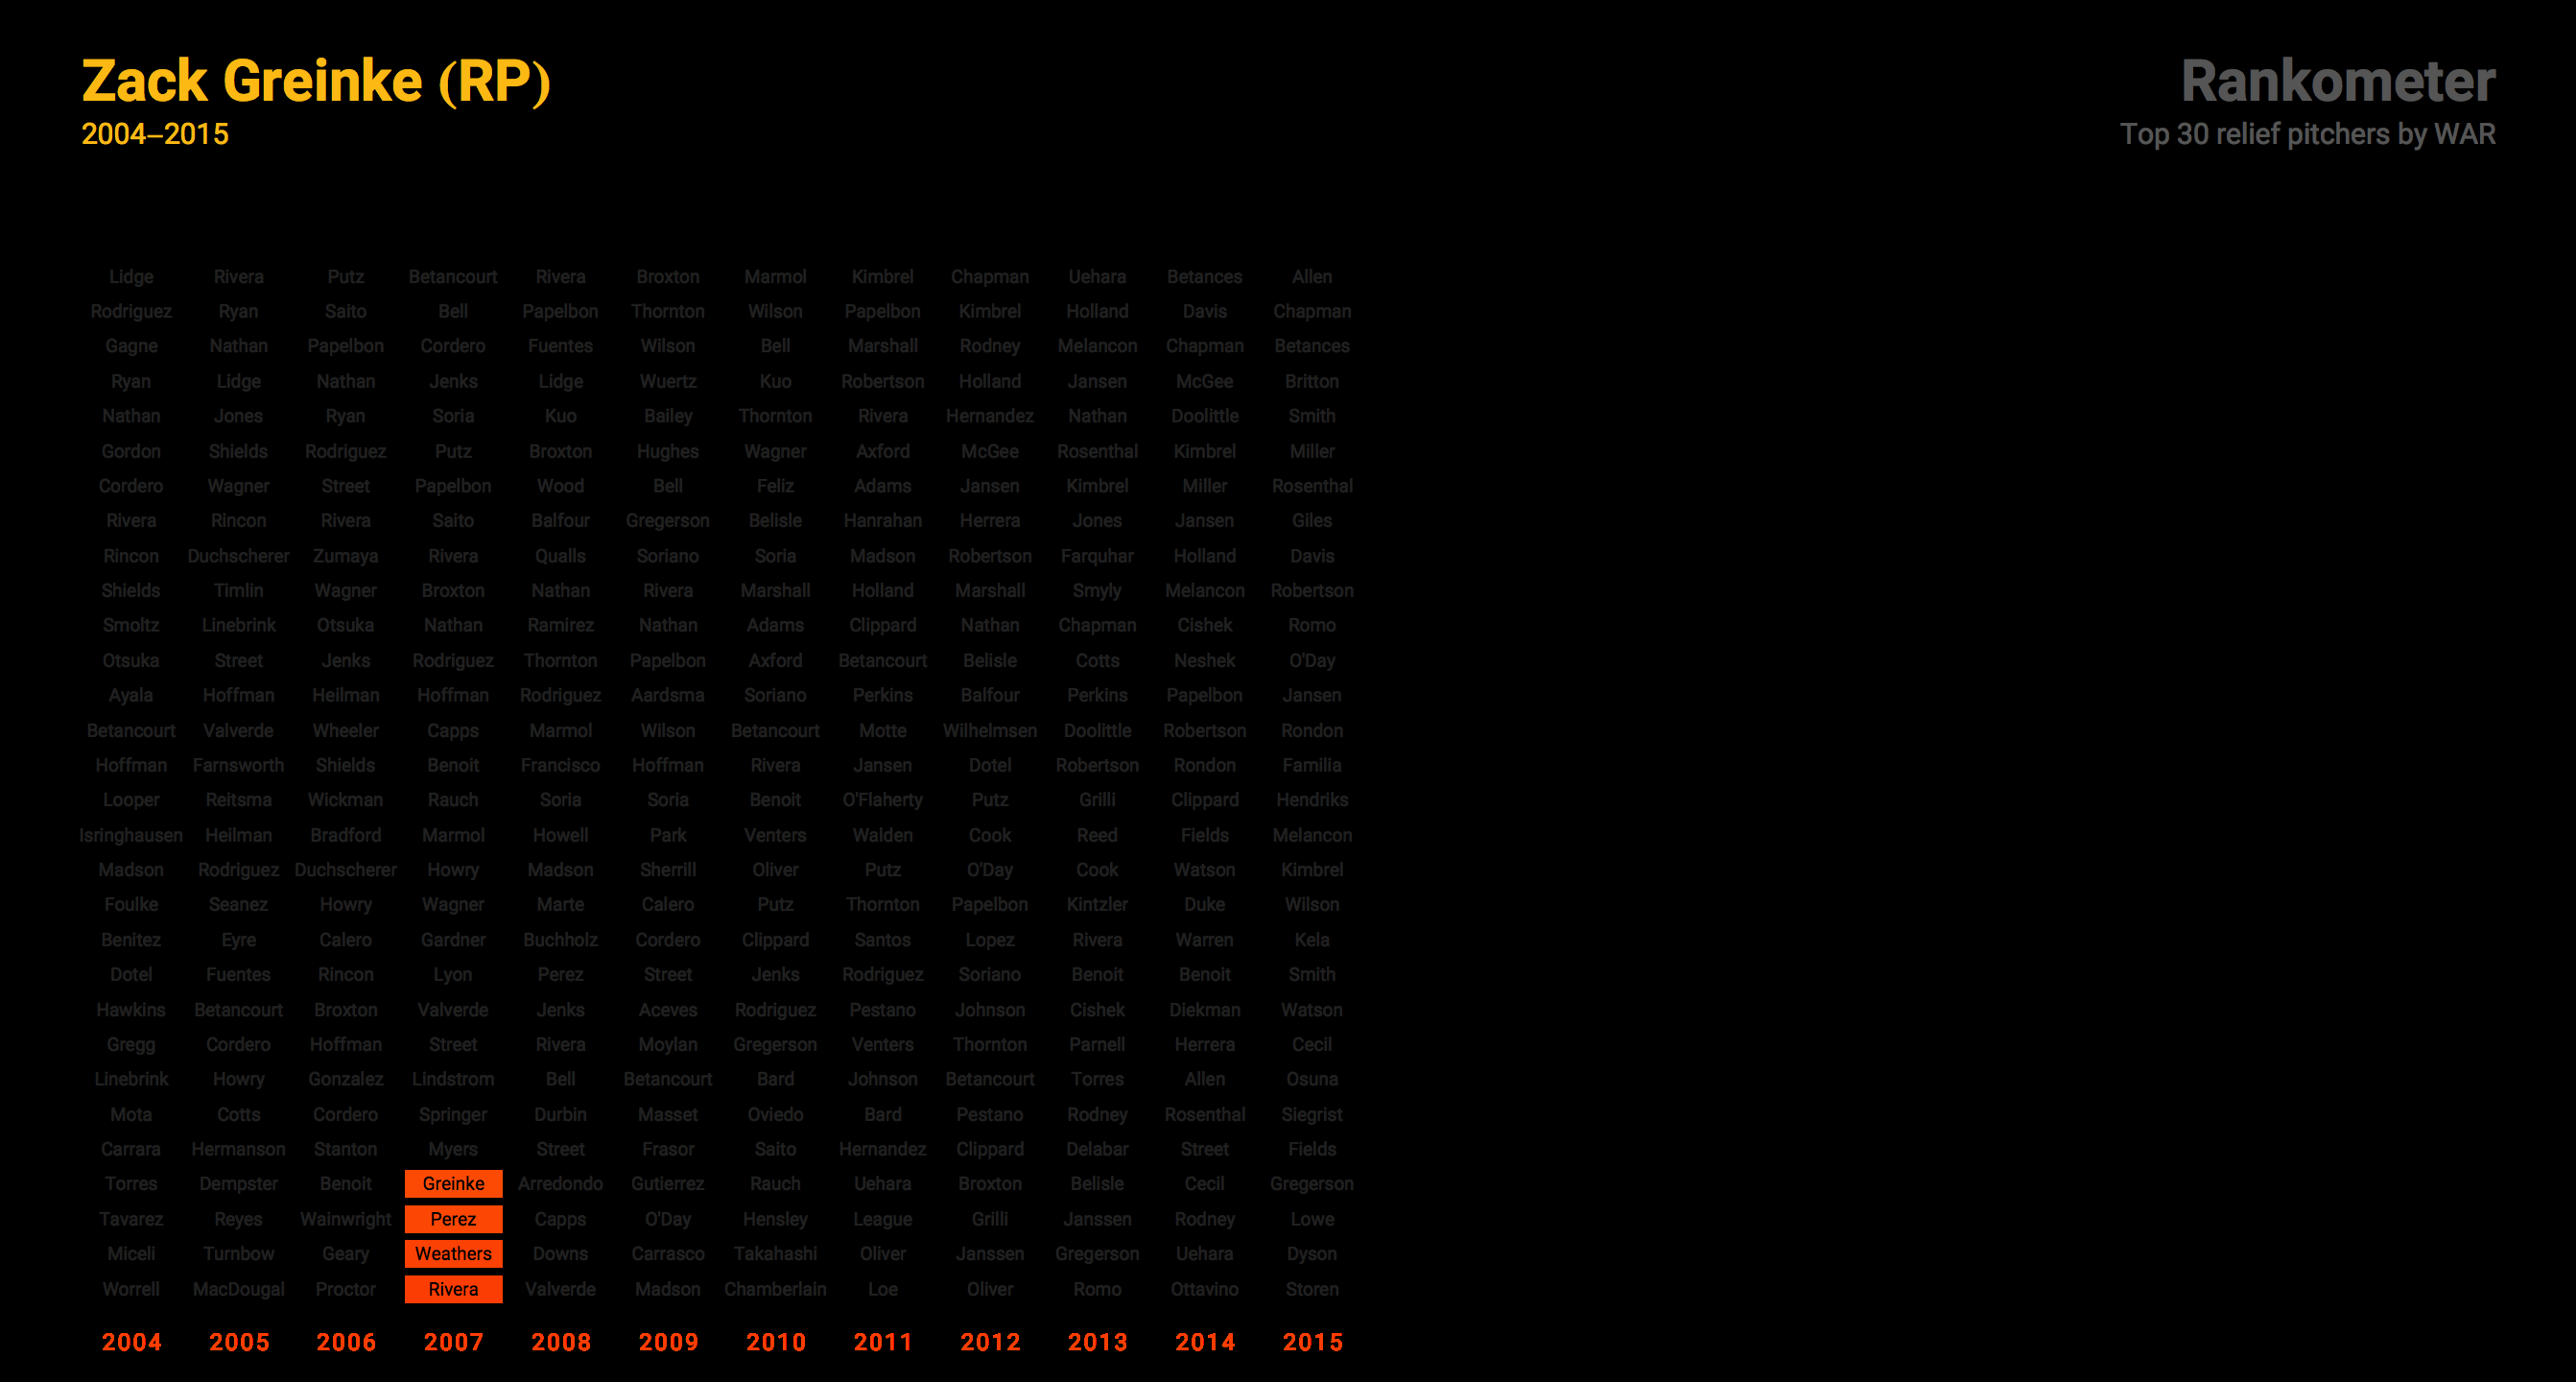 Zack Greinke (RP)
2004–2015
Rankometer
Top 30 relief pitchers by WAR
Lidge Rivera Putz Betancourt Rivera Broxton Marmol Kimbrel Chapman Uehara Betances Allen
Rodriguez Ryan Saito Bell Papelbon Thornton Wilson Papelbon Kimbrel Holland Davis Chapman
Gagne Nathan Papelbon Cordero Fuentes Wilson Bell Marshall Rodney Melancon Chapman Betances
Ryan Lidge Nathan Jenks Lidge Wuertz Kuo Robertson Holland Jansen McGee Britton
Nathan Jones Ryan Soria Kuo Bailey Thornton Rivera Hernandez Nathan Doolittle Smith
Gordon Shields Rodriguez Putz Broxton Hughes Wagner Axford McGee Rosenthal Kimbrel Miller
Cordero Wagner Street Papelbon Wood Bell Feliz Adams Jansen Kimbrel Miller Rosenthal
Rivera Rincon Rivera Saito Balfour Gregerson Belisle Hanrahan Herrera Jones Jansen Giles
Rincon Duchscherer Zumaya Rivera Qualls Soriano Soria Madson Robertson Farquhar Holland Davis
Shields Timlin Wagner Broxton Nathan Rivera Marshall Holland Marshall Smyly Melancon Robertson
Smoltz Linebrink Otsuka Nathan Ramirez Nathan Adams Clippard Nathan Chapman Cishek Romo
Otsuka Street Jenks Rodriguez Thornton Papelbon Axford Betancourt Belisle Cotts Neshek O'Day
Ayala Hoffman Heilman Hoffman Rodriguez Aardsma Soriano Perkins Balfour Perkins Papelbon Jansen
Betancourt Valverde Wheeler Capps Marmol Wilson Betancourt Motte Wilhelmsen Doolittle Robertson Rondon
Hoffman Farnsworth Shields Benoit Francisco Hoffman Rivera Jansen Dotel Robertson Rondon Familia
Looper Reitsma Wickman Rauch Soria Soria Benoit O'Flaherty Putz Grilli Clippard Hendriks
Isringhausen Heilman Bradford Marmol Howell Park Venters Walden Cook Reed Fields Melancon
Madson Rodriguez Duchscherer Howry Madson Sherrill Oliver Putz O'Day Cook Watson Kimbrel
Foulke Seanez Howry Wagner Marte Calero Putz Thornton Papelbon Kintzler Duke Wilson
Benitez Eyre Calero Gardner Buchholz Cordero Clippard Santos Lopez Rivera Warren Kela
Dotel Fuentes Rincon Lyon Perez Street Jenks Rodriguez Soriano Benoit Benoit Smith
Hawkins Betancourt Broxton Valverde Jenks Aceves Rodriguez Pestano Johnson Cishek Diekman Watson
Gregg Cordero Hoffman Street Rivera Moylan Gregerson Venters Thornton Parnell Herrera Cecil
Linebrink Howry Gonzalez Lindstrom Bell Betancourt Bard Johnson Betancourt Torres Allen Osuna
Mota Cotts Cordero Springer Durbin Masset Oviedo Bard Pestano Rodney Rosenthal Siegrist
Carrara Hermanson Stanton Myers Street Frasor Saito Hernandez Clippard Delabar Street Fields
Torres Dempster Benoit Greinke Arredondo Gutierrez Rauch Uehara Broxton Belisle Cecil Gregerson
Tavarez Reyes Wainwright Perez Capps O'Day Hensley League Grilli Janssen Rodney Lowe
Miceli Turnbow Geary Weathers Downs Carrasco Takahashi Oliver Janssen Gregerson Uehara Dyson
Worrell MacDougal Proctor Rivera Valverde Madson Chamberlain Loe Oliver Romo Ottavino Storen
2004 2005 2006 2007 2008 2009 2010 2011 2012 2013 2014 2015